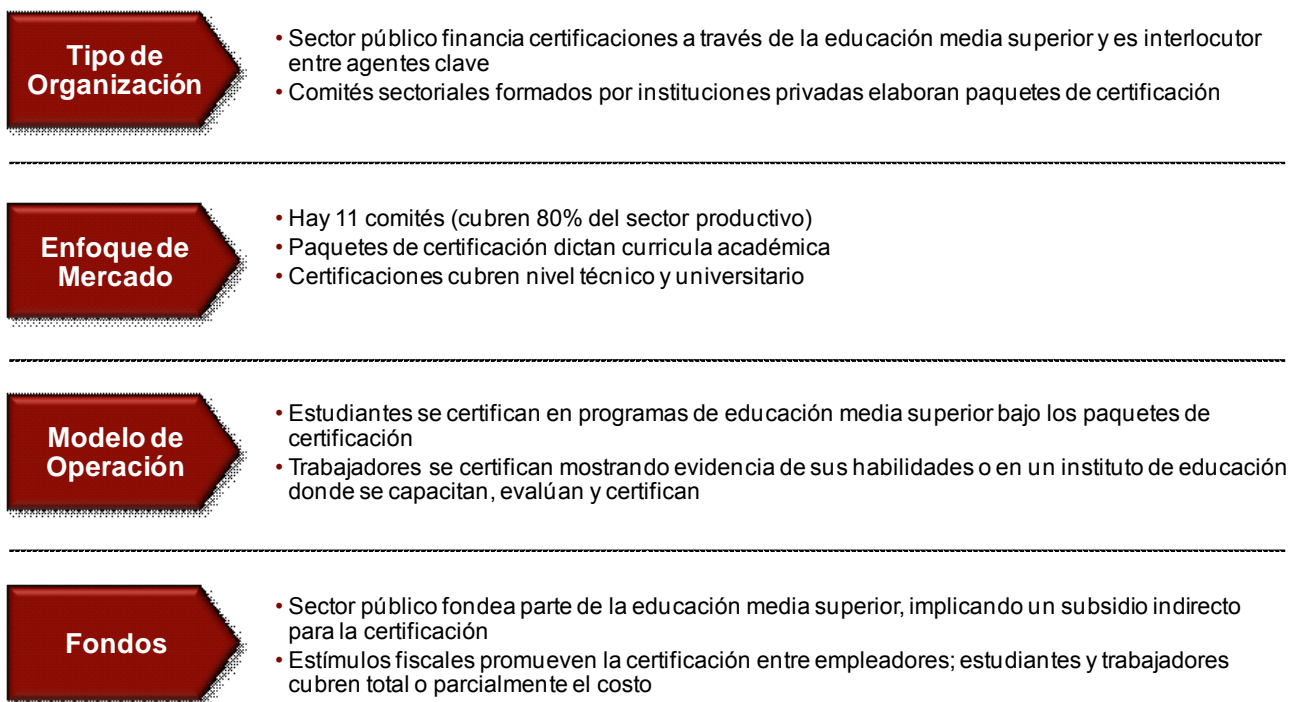 Tipo de
Organización
• Sector público financia certificaciones a través de la educación media superior y es interlocutor
entre agentes clave
• Comités sectoriales formados por instituciones privadas elaboran paquetes de certificación
Enfoque de
Mercado
• Hay 11 comités (cubren 80% del sector productivo)
• Paquetes de certificación dictan curricula académica
• Certificaciones cubren nivel técnico y universitario
Modelo de
Operación
• Estudiantes se certifican en programas de educación media superior bajo los paquetes de
certificación
• Trabajadores se certifican mostrando evidencia de sus habilidades o en un instituto de educación
donde se capacitan, evalúan y certifican
Fondos
• Sector público fondea parte de la educación media superior, implicando un subsidio indirecto
para la certificación
• Estímulos fiscales promueven la certificación entre empleadores; estudiantes y trabajadores
cubren total o parcialmente el costo